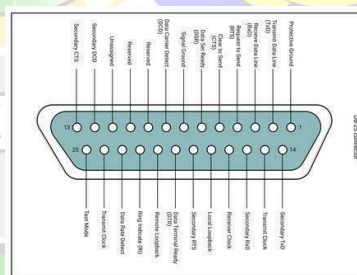 Secondary CTS
Secondary DCD
Unassigned
Reserved
Reserved
Data Carrier Detect
(DCD)
Signal Ground
Data Set Ready
(DSR)
Clear to Send
(CTS)
Request to Send
(RTS)
Receive Data Line
(RxD)
Transmit Data Line
(TxD)
Protective Ground
DB-25 connector
13
1
25
14
Test Mode
Transmit Clock
Data Rate Detect
Ring Indicate (RI)
Remote Loopback
Data Terminal Ready
(DTR)
Secondary RTS
Local Loopback
Receiver Clock
Secondary RxD
Transmit Clock
Secondary TxD